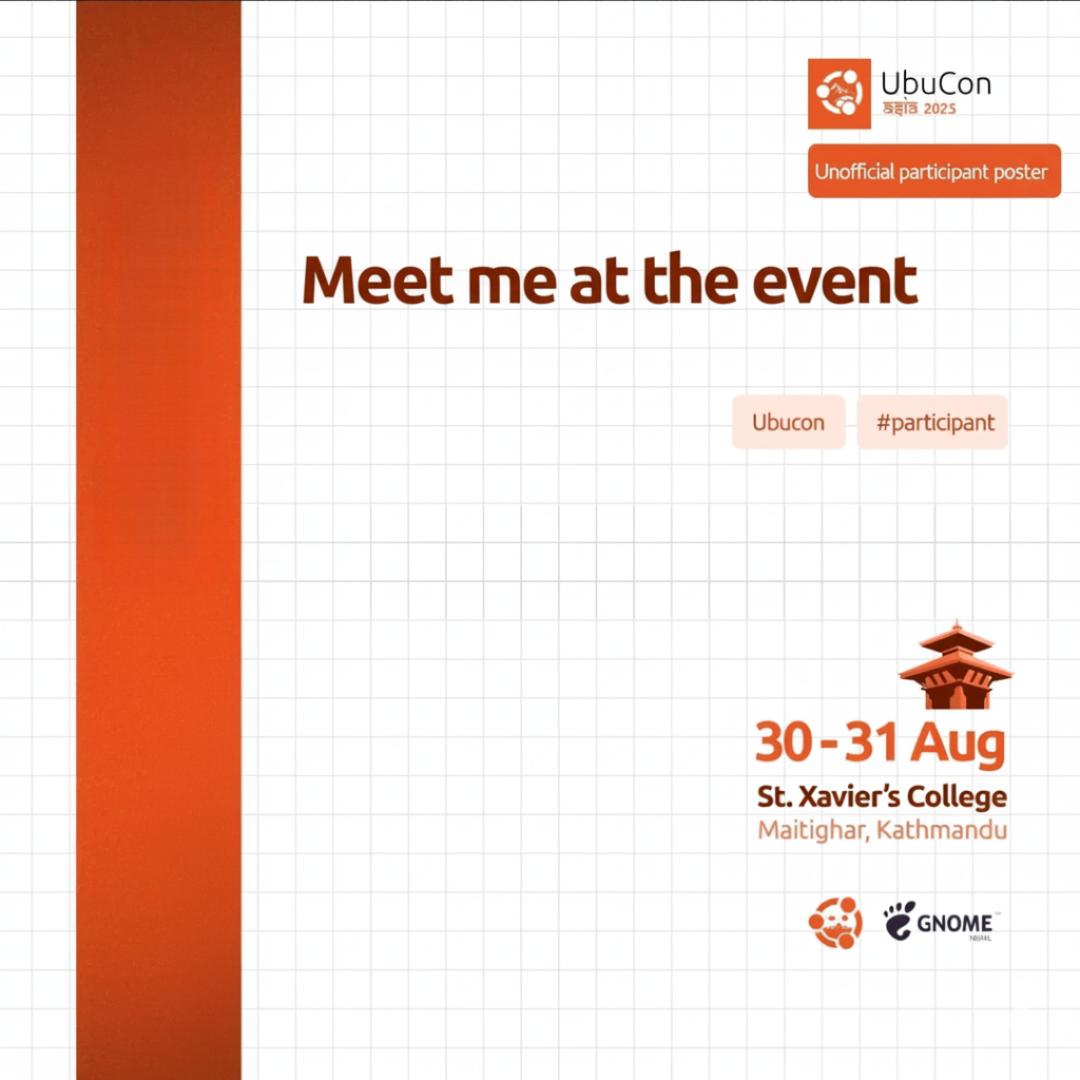 UbuCon
asia 2025
Unofficial participant poster
Meet me at the event
Ubucon
#participant
30 - 31 Aug
St. Xavier's College
Maitighar, Kathmandu
GNOME™
NEPAL